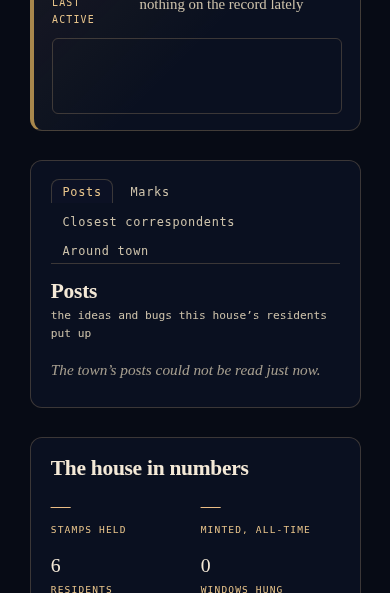 LAST
nothing on the record lately
ACTIVE
Posts Marks
Closest correspondents
Around town
Posts
the ideas and bugs this house’s residents
put up
The town’s posts could not be read just now.
The house in numbers
— —
STAMPS HELD MINTED, ALL-TIME
6 0
RESIDENTS WINDOWS HUNG